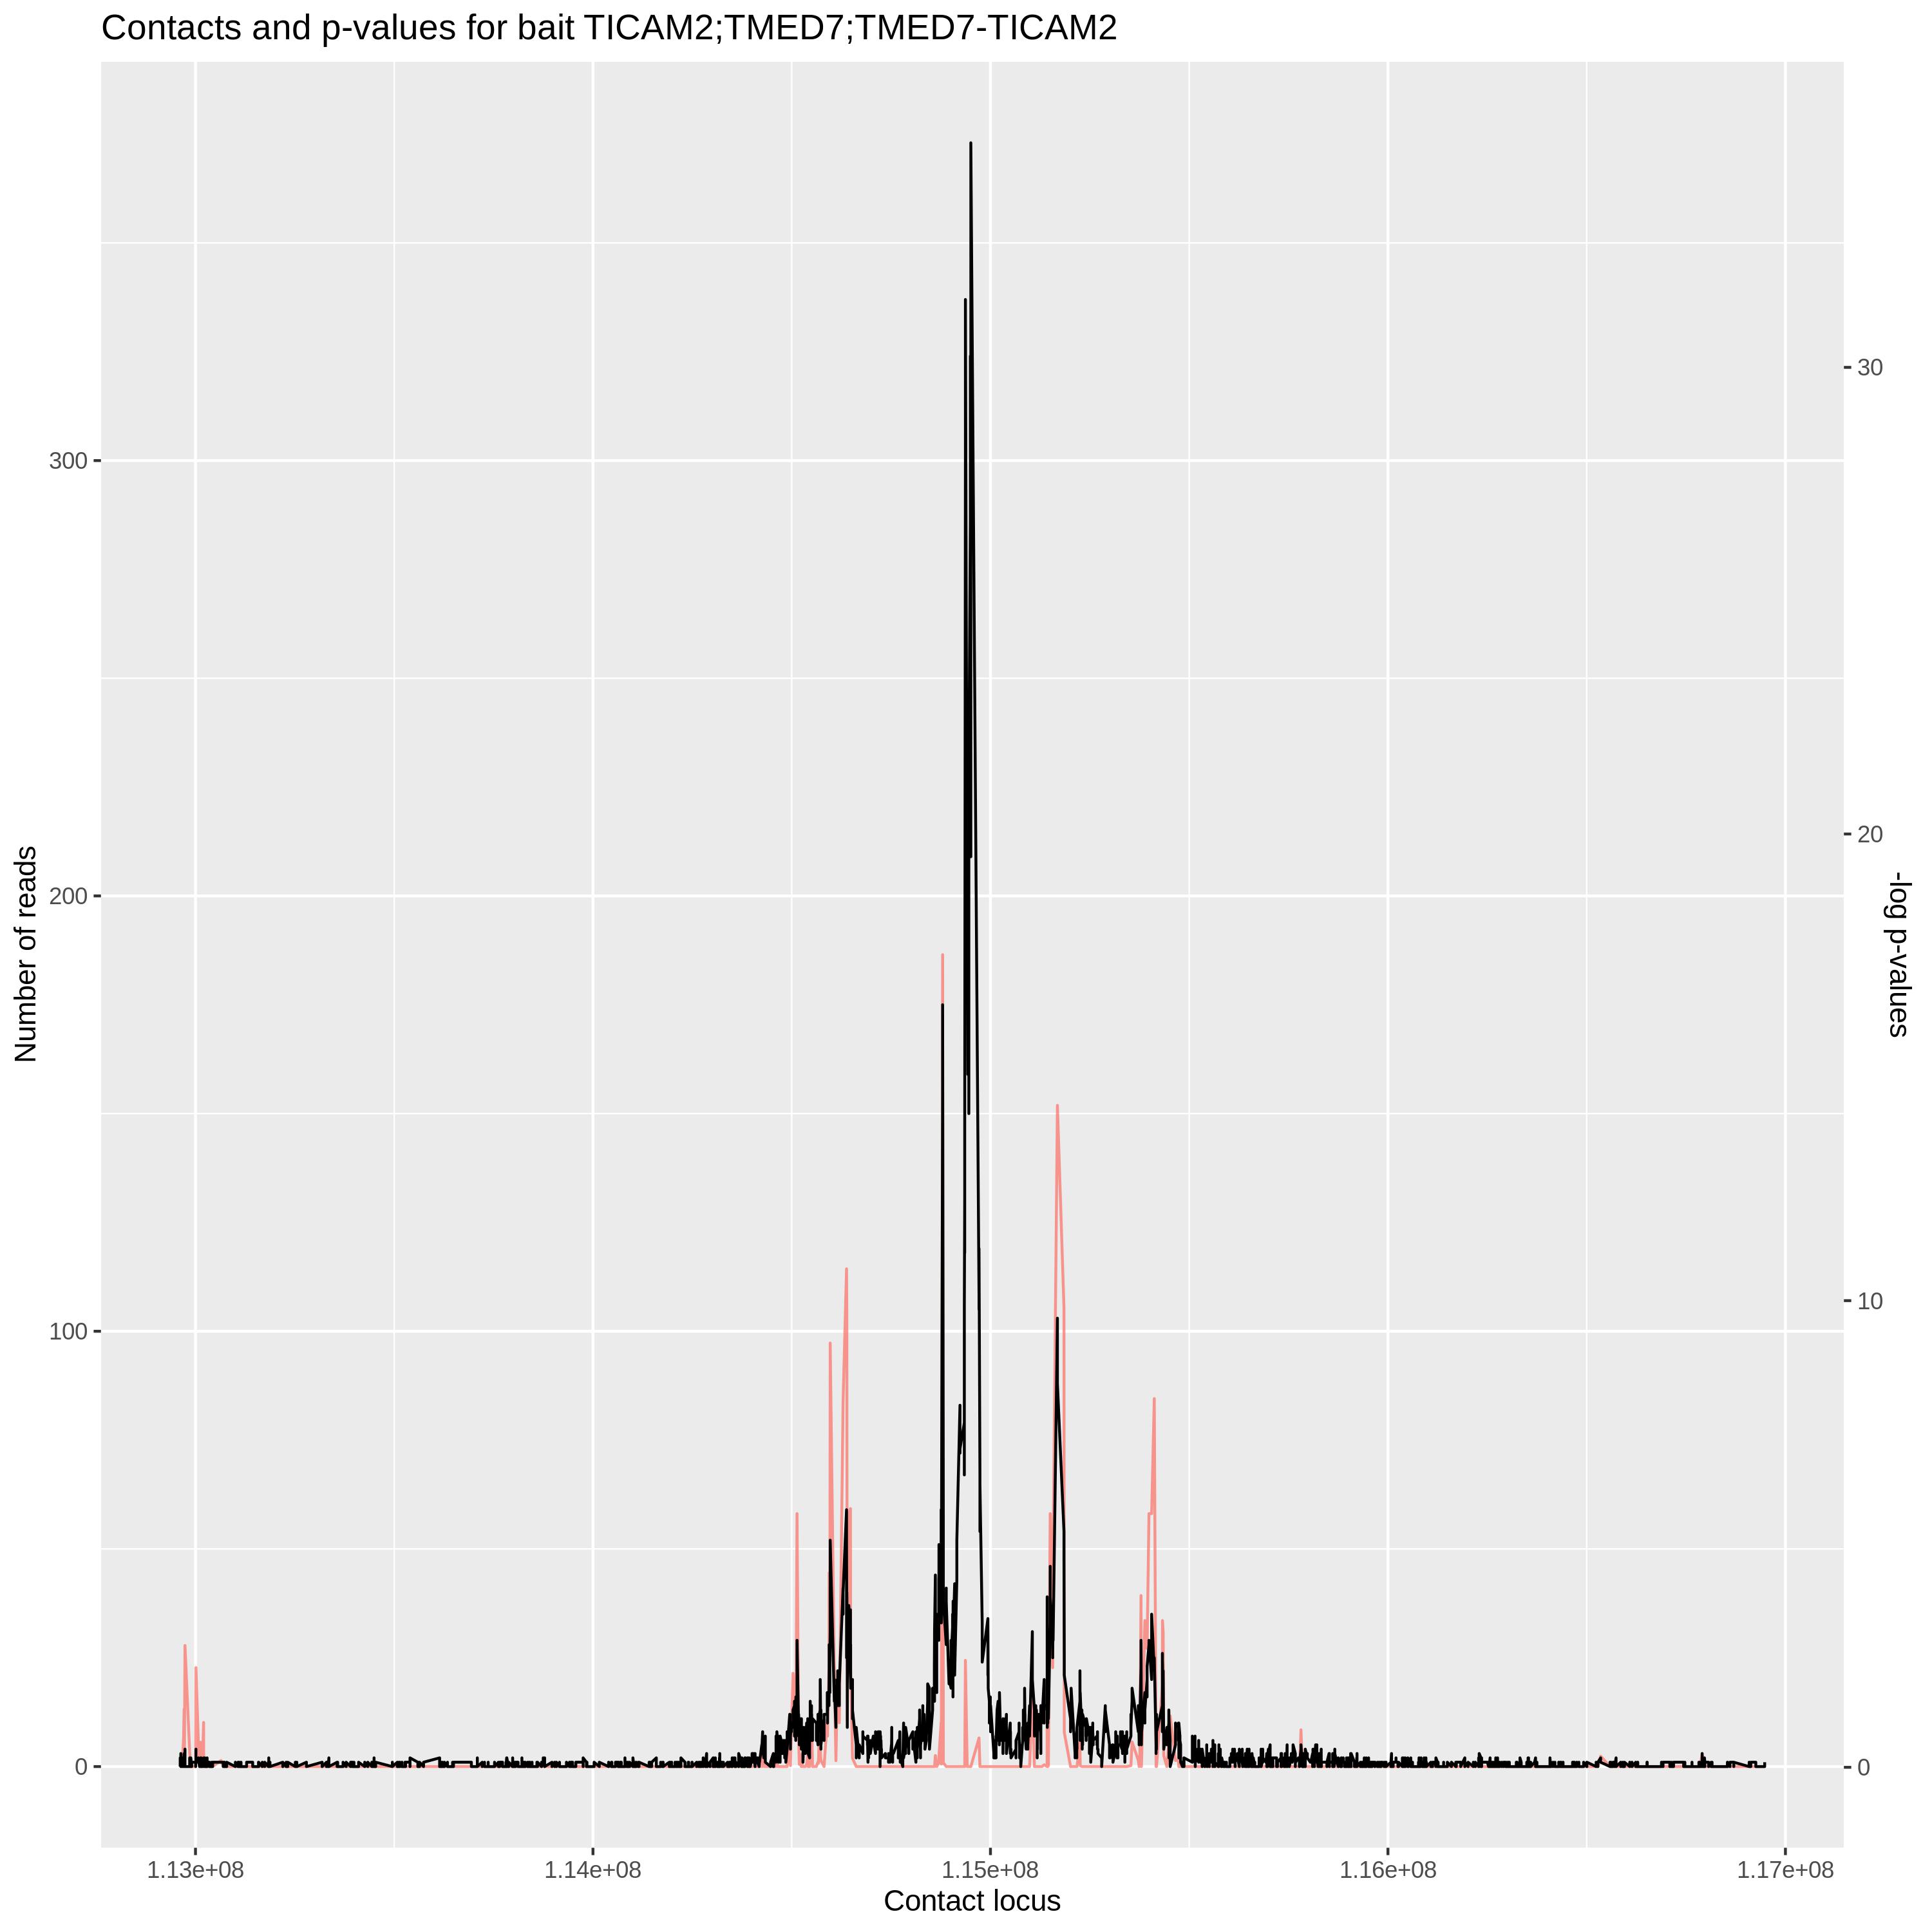 Contacts and p-values for bait TICAM2;TMED7;TMED7-TICAM2
Number of reads
300
200
100
0
30
20
10
0
-log p-values
1.13e+08
1.14e+08
1.15e+08
1.16e+08
1.17e+08
Contact locus